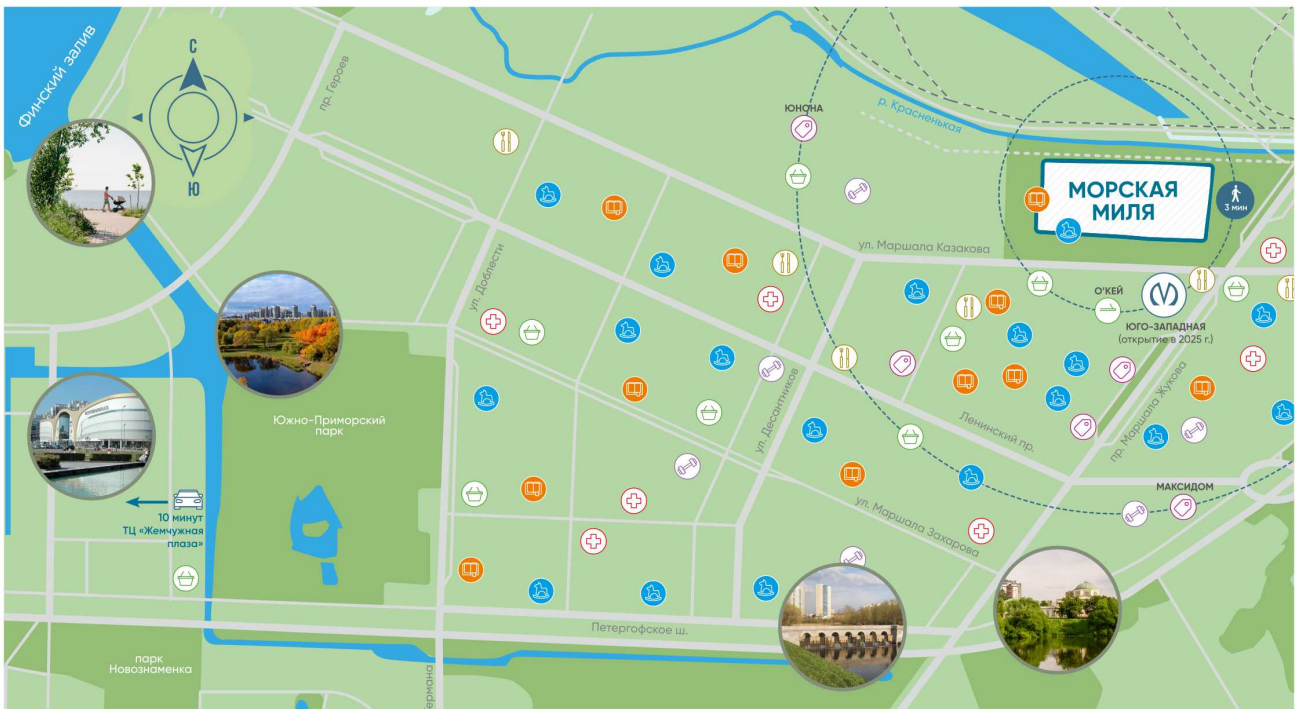 Финский залив
С
Ю
пр. Героев
ЮНОНА
р. Красненькая
МОРСКАЯ
МИЛЯ
3 мин
ул. Маршала Казакова
ул. Доблести
О'КЕЙ
ЮГО-ЗАПАДНАЯ
(открытие в 2025 г.)
Южно-Приморский
парк
ул. Десантников
Ленинский пр.
пр. Маршала Жукова
МАКСИДОМ
10 минут
ТЦ «Жемчужная
плаза»
ул. Маршала Захарова
Петергофское ш.
парк
Новознаменка
ермана